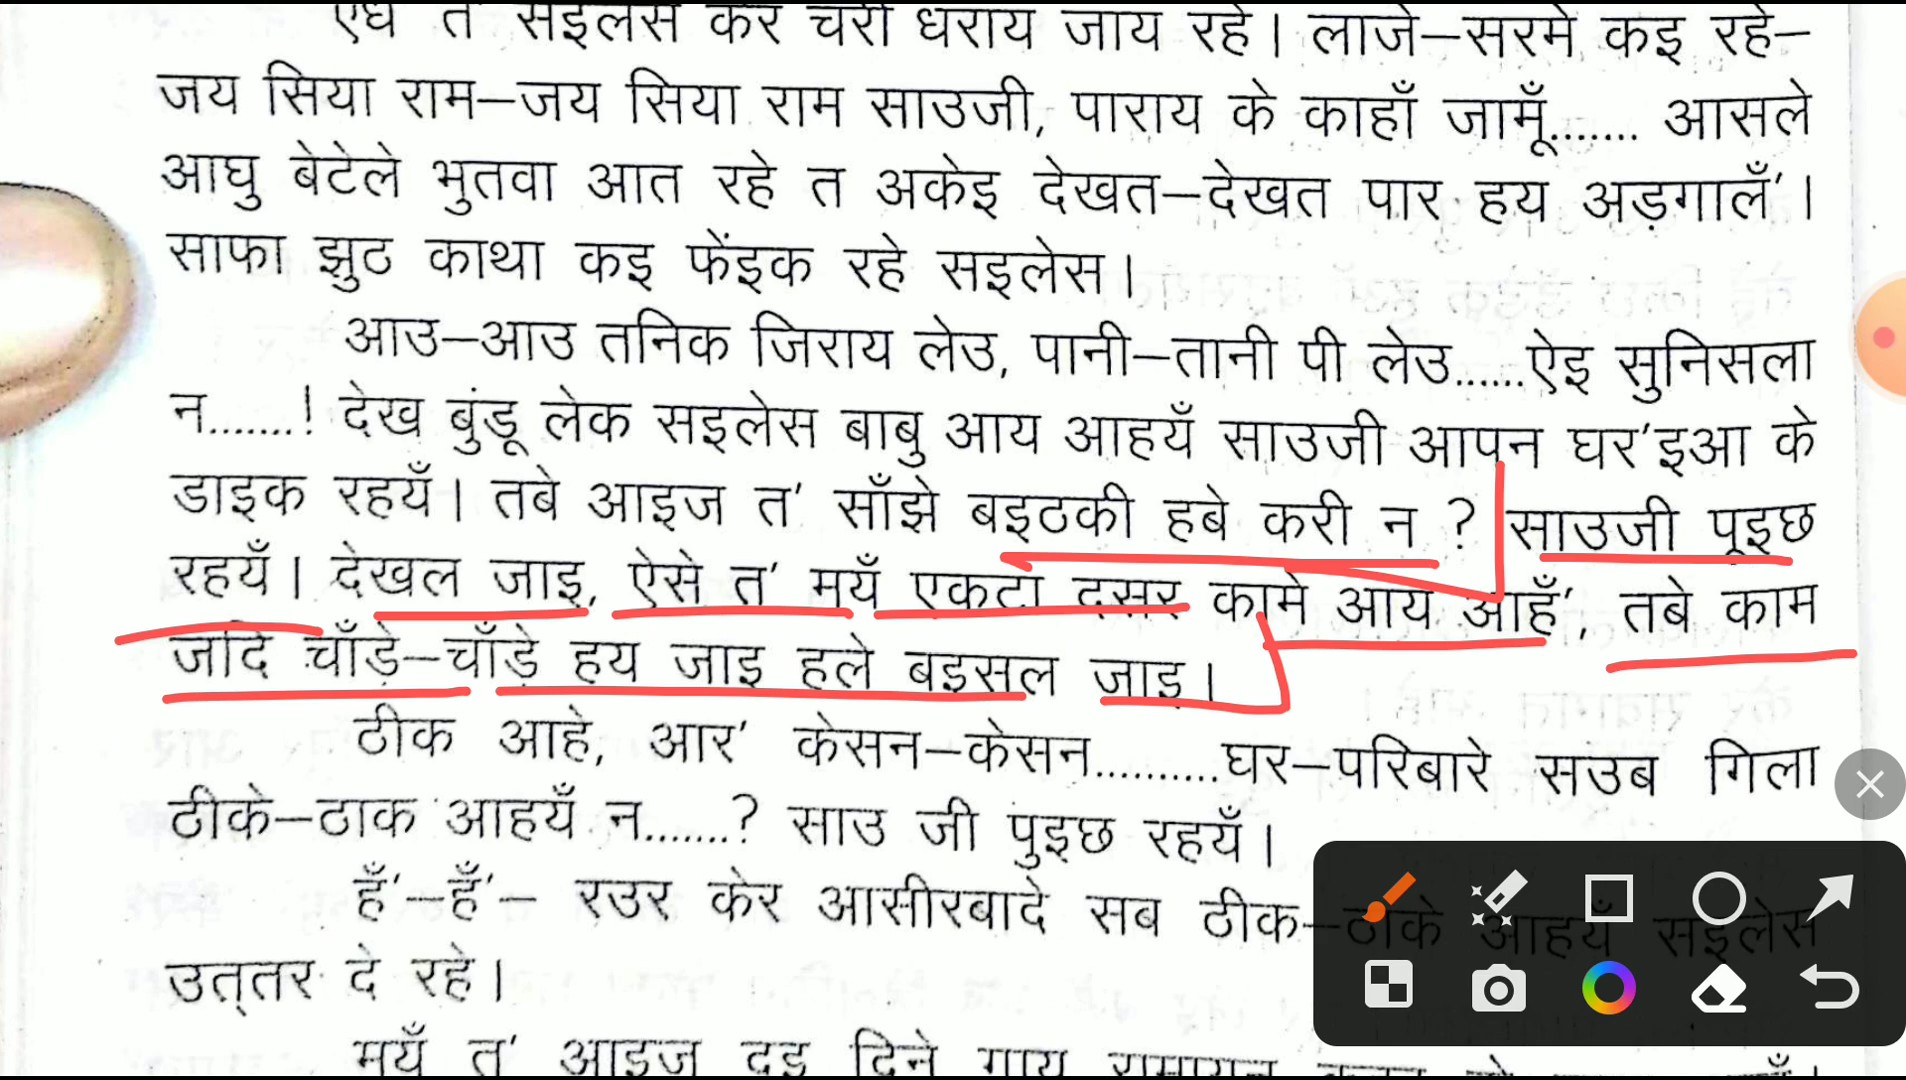 एध त' सइलेस केर चरी धराय जाय रहे। लाजे–सरमे कइ रहे–
जय सिया राम–जय सिया राम साउजी, पाराय के काहाँ जामूँ....... आसले
आघु बेटेले भुतवा आत रहे त अकेइ देखत–देखत पार हय अड़गालँ'।
साफा झुठ काथा कइ फेंइक रहे सइलेस।
आउ–आउ तनिक जिराय लेउ, पानी–तानी पी लेउ......ऐइ सुनिसला
न.......! देख बुंडू लेक सइलेस बाबु आय आहयँ साउजी आपन घर'इआ के
डाइक रहयँ। तबे आइज त' साँझे बइठकी हबे करी न ? साउजी पूइछ
रहयँ। देखल जाइ, ऐसे त' मयँ एकटा दसर कामे आय आहँ', तबे काम
जदि चाँड़े–चाँड़े हय जाइ हले बइसल जाइ।
ठीक आहे, आर' केसन–केसन..........घर–परिबारे सउब गिला
ठीके–ठाक आहयँ न.......? साउ जी पुइछ रहयँ।
हँ'–हँ'– रउर केर आसीरबादे सब ठीक–ठाके आहयँ सइलेस
उत्‌तर दे रहे।
मयँ त' आइज दुइ दिने गाय